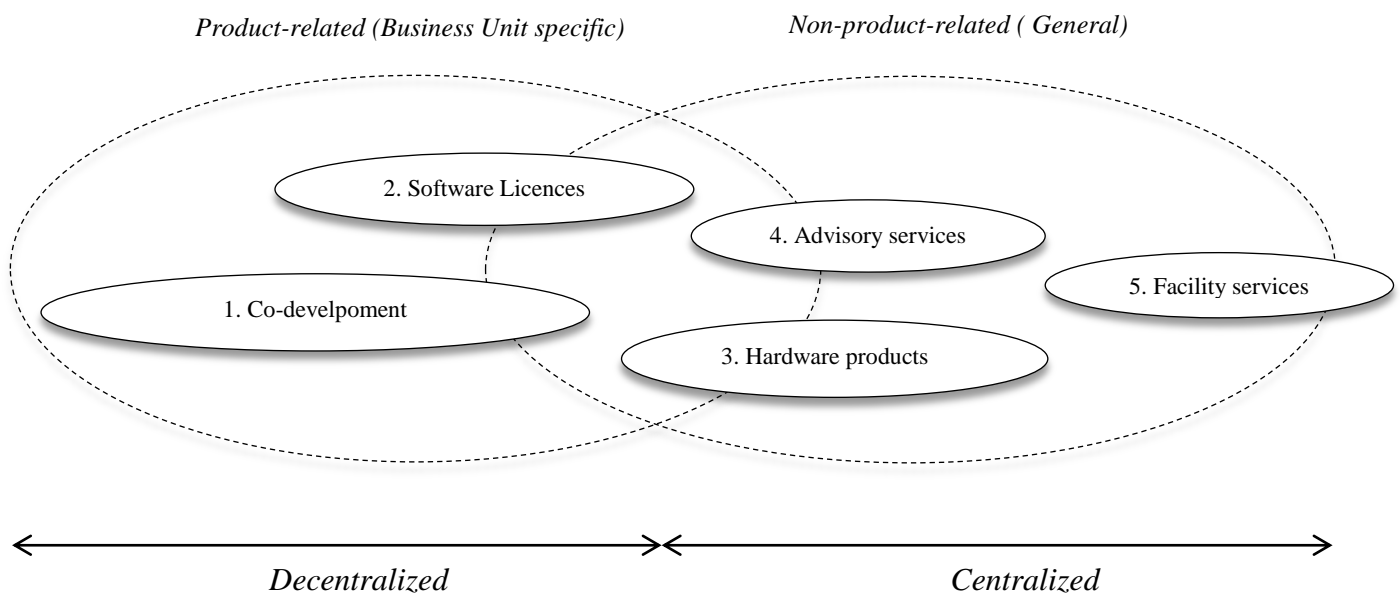 Product-related (Business Unit specific)
Non-product-related ( General)
2. Software Licences
4. Advisory services
5. Facility services
1. Co-develpoment
3. Hardware products
Decentralized
Centralized